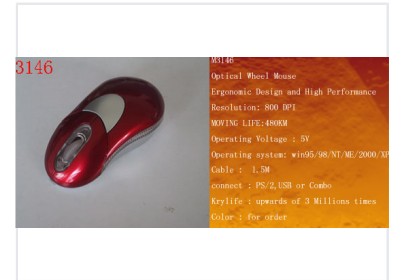 3146
M3146
Optical Wheel Mouse
Ergonomic Design and High Performance
Resolution: 800 DPI
MOVING LIFE:480KM
Operating Voltage : 5V
Operating system: win95/98/NT/ME/2000/XP
Cable : 1.5M
connect : PS/2,USB or Combo
Krylife : upwards of 3 Millions times
Color : for order